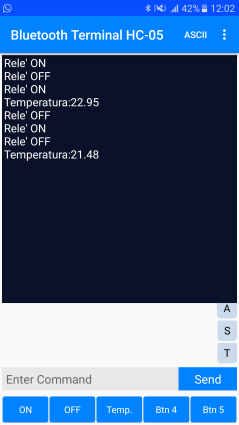 42% 12:02
Bluetooth Terminal HC-05 ASCII
Rele' ON
Rele' OFF
Rele' ON
Temperatura:22.95
Rele' OFF
Rele' ON
Rele' OFF
Temperatura:21.48
A
S
T
Enter Command Send
ON OFF Temp. Btn 4 Btn 5